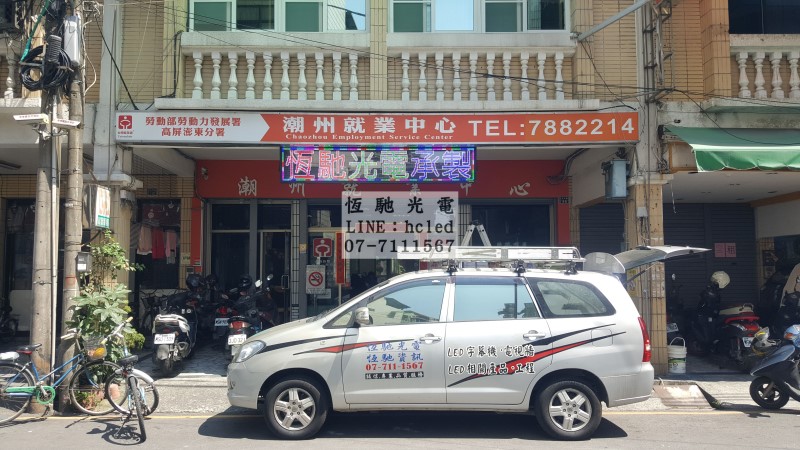 勞動部勞動力發展署
高屏澎東分署
潮州就業中心
Chaozhou Employment Service Center
TEL:7882214
恆馳光電承製
潮州就業中心
恆馳光電
LINE:hcled
07-7111567
恆馳光電
恆馳資訊
07-711-1567
LED字幕機·電視牆
LED相關產品·工程